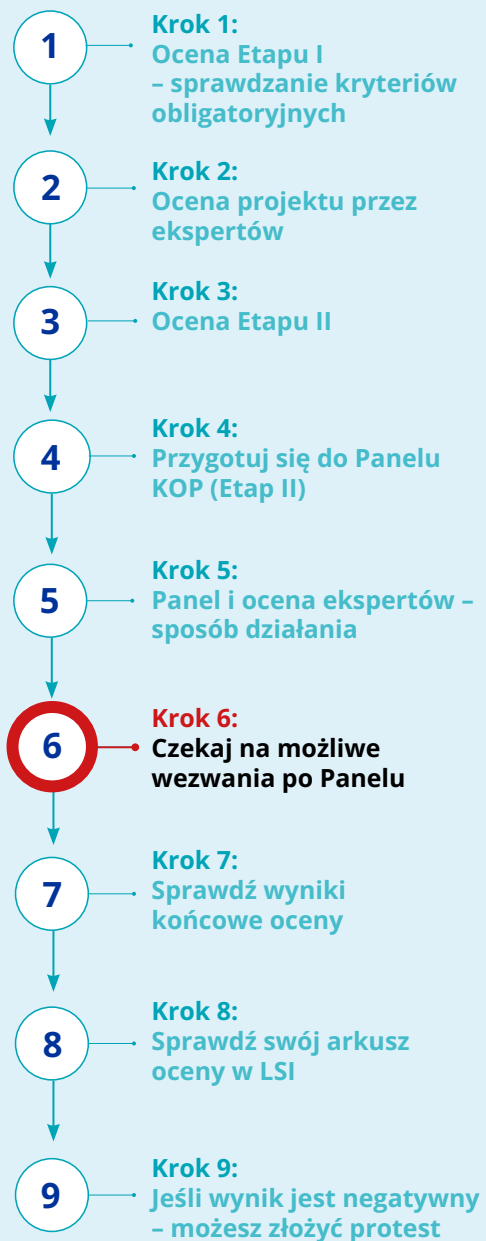 1
Krok 1:
Ocena Etapu I
– sprawdzanie kryteriów
obligatoryjnych
2
Krok 2:
Ocena projektu przez
ekspertów
3
Krok 3:
Ocena Etapu II
4
Krok 4:
Przygotuj się do Panelu
KOP (Etap II)
5
Krok 5:
Panel i ocena ekspertów –
sposób działania
6
Krok 6:
Czekaj na możliwe
wezwania po Panelu
7
Krok 7:
Sprawdź wyniki
końcowe oceny
8
Krok 8:
Sprawdź swój arkusz
oceny w LSI
9
Krok 9:
Jeśli wynik jest negatywny
– możesz złożyć protest